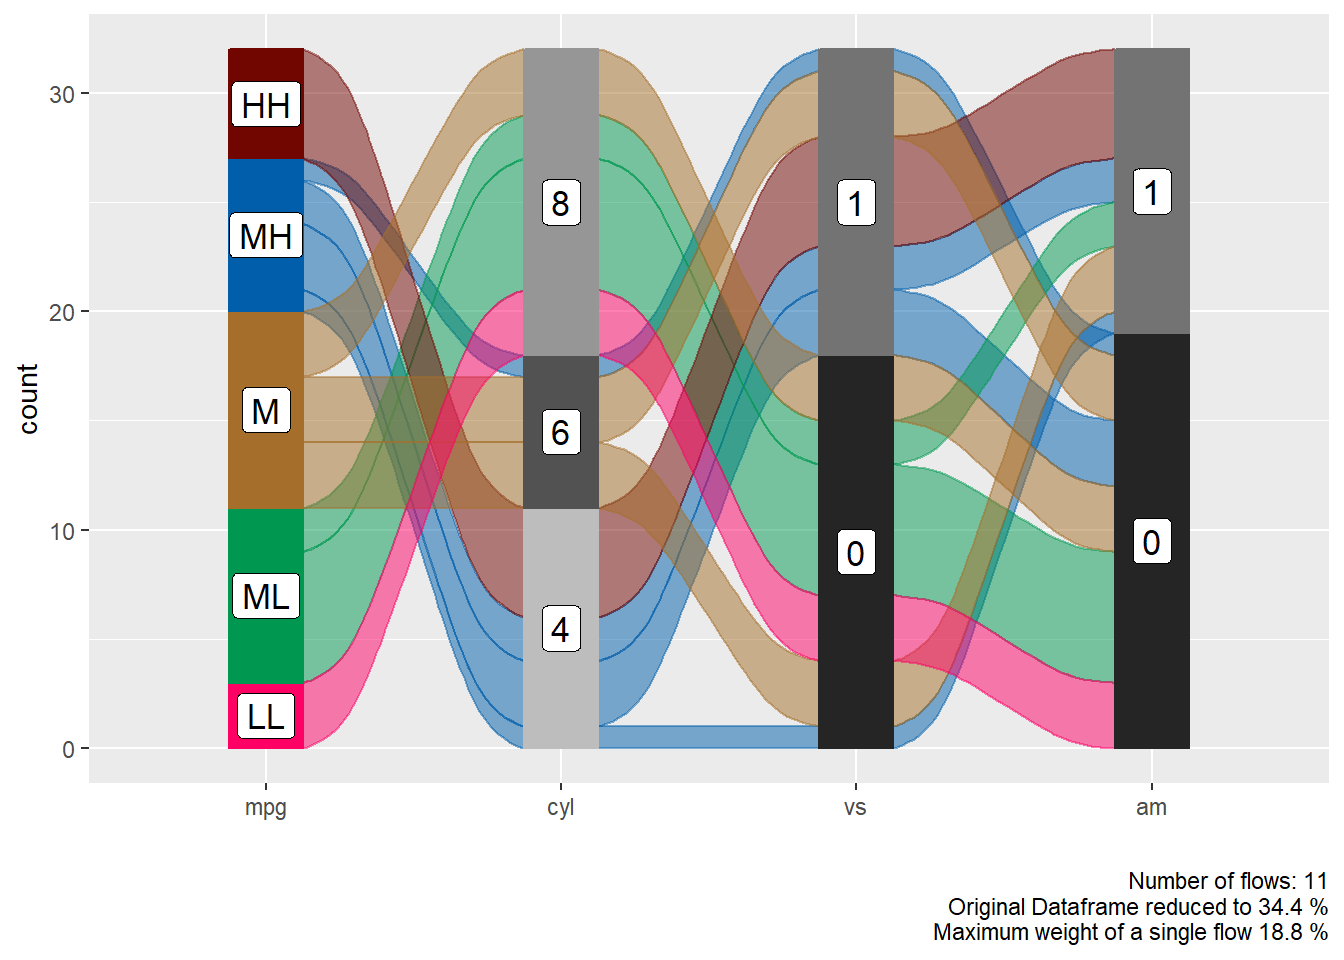 30
20
10
0
count
HH
MH
M
ML
LL
8
6
4
1
0
1
0
mpg cyl vs am
Number of flows: 11
Original Dataframe reduced to 34.4 %
Maximum weight of a single flow 18.8 %